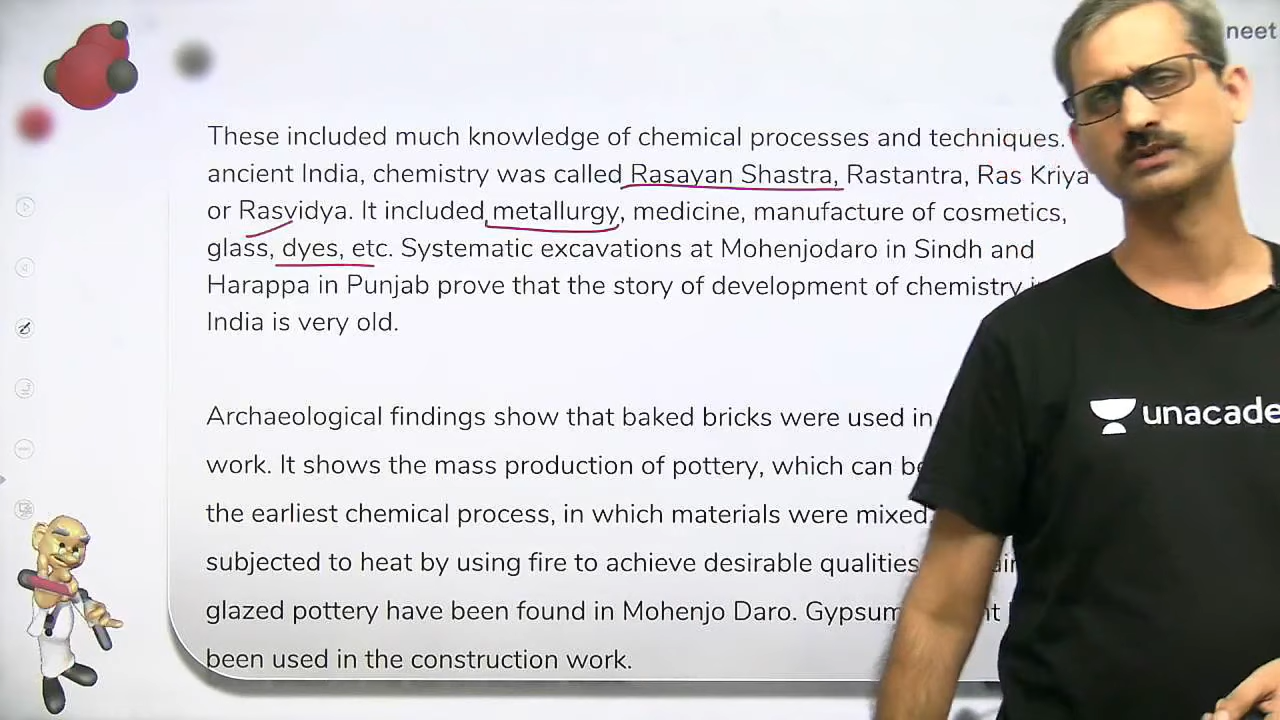 neet
These included much knowledge of chemical processes and techniques.
ancient India, chemistry was called Rasayan Shastra, Rastantra, Ras Kriya
or Rasvidya. It included metallurgy, medicine, manufacture of cosmetics,
glass, dyes, etc. Systematic excavations at Mohenjodaro in Sindh and
Harappa in Punjab prove that the story of development of chemistry
India is very old.
Archaeological findings show that baked bricks were used in
work. It shows the mass production of pottery, which can
the earliest chemical process, in which materials were mixed,
subjected to heat by using fire to achieve desirable qualities.
glazed pottery have been found in Mohenjo Daro. Gypsum
been used in the construction work.
unacade